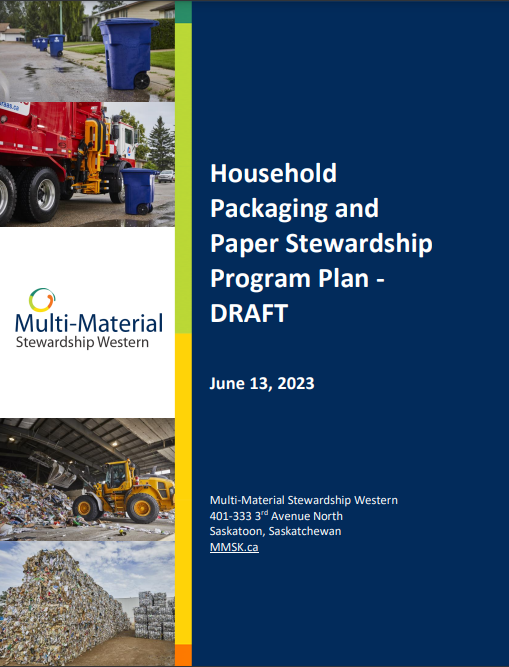 Household
Packaging and
Paper Stewardship
Program Plan -
DRAFT
June 13, 2023
Multi-Material
Stewardship Western
Multi-Material Stewardship Western
401-333 3rd Avenue North
Saskatoon, Saskatchewan
MMSK.ca